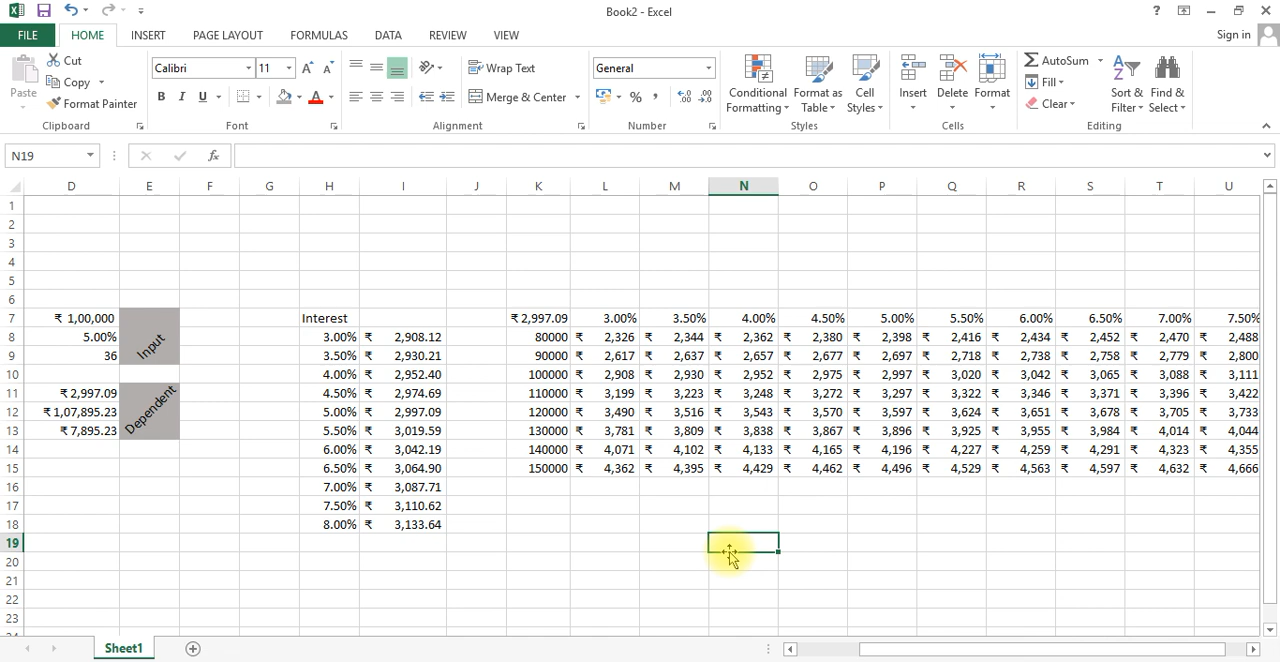 Book2 - Excel
?
FILE HOME INSERT PAGE LAYOUT FORMULAS DATA REVIEW VIEW Sign in
Paste Cut Copy Format Painter Clipboard
Calibri 11 A A B I U A Font
Wrap Text Merge & Center Alignment
General % , .00 Number
Conditional Formatting Format as Table Cell Styles Styles
Insert Delete Format Cells
AutoSum Fill Clear Sort & Filter Find & Select Editing
N19 fx
D E F G H I J K L M N O P Q R S T U
1
2
3
4
5
6
7 ₹ 1,00,000 Input Interest ₹ 2,997.09 3.00% 3.50% 4.00% 4.50% 5.00% 5.50% 6.00% 6.50% 7.00% 7.50%
8 5.00% 3.00% ₹ 2,908.12 80000 ₹ 2,326 ₹ 2,344 ₹ 2,362 ₹ 2,380 ₹ 2,398 ₹ 2,416 ₹ 2,434 ₹ 2,452 ₹ 2,470 ₹ 2,488
9 36 3.50% ₹ 2,930.21 90000 ₹ 2,617 ₹ 2,637 ₹ 2,657 ₹ 2,677 ₹ 2,697 ₹ 2,718 ₹ 2,738 ₹ 2,758 ₹ 2,779 ₹ 2,800
10 4.00% ₹ 2,952.40 100000 ₹ 2,908 ₹ 2,930 ₹ 2,952 ₹ 2,975 ₹ 2,997 ₹ 3,020 ₹ 3,042 ₹ 3,065 ₹ 3,088 ₹ 3,111
11 ₹ 2,997.09 Dependent 4.50% ₹ 2,974.69 110000 ₹ 3,199 ₹ 3,223 ₹ 3,248 ₹ 3,272 ₹ 3,297 ₹ 3,322 ₹ 3,346 ₹ 3,371 ₹ 3,396 ₹ 3,422
12 ₹ 1,07,895.23 5.00% ₹ 2,997.09 120000 ₹ 3,490 ₹ 3,516 ₹ 3,543 ₹ 3,570 ₹ 3,597 ₹ 3,624 ₹ 3,651 ₹ 3,678 ₹ 3,705 ₹ 3,733
13 ₹ 7,895.23 5.50% ₹ 3,019.59 130000 ₹ 3,781 ₹ 3,809 ₹ 3,838 ₹ 3,867 ₹ 3,896 ₹ 3,925 ₹ 3,955 ₹ 3,984 ₹ 4,014 ₹ 4,044
14 6.00% ₹ 3,042.19 140000 ₹ 4,071 ₹ 4,102 ₹ 4,133 ₹ 4,165 ₹ 4,196 ₹ 4,227 ₹ 4,259 ₹ 4,291 ₹ 4,323 ₹ 4,355
15 6.50% ₹ 3,064.90 150000 ₹ 4,362 ₹ 4,395 ₹ 4,429 ₹ 4,462 ₹ 4,496 ₹ 4,529 ₹ 4,563 ₹ 4,597 ₹ 4,632 ₹ 4,666
16 7.00% ₹ 3,087.71
17 7.50% ₹ 3,110.62
18 8.00% ₹ 3,133.64
19
20
21
22
23
Sheet1